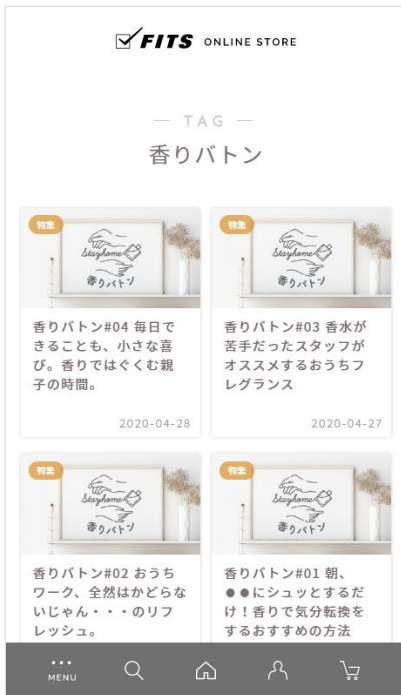 FITS ONLINE STORE
TAG
香りバトン
特集
Stayhome
香りバトン
香りバトン#04 毎日で
きることも、小さな喜
び。香りではぐくむ親
子の時間。
2020-04-28
特集
Stayhome
香りバトン
香りバトン#03 香水が
苦手だったスタッフが
オススメするおうちフ
レグランス
2020-04-27
特集
Stayhome
香りバトン
香りバトン#02 おうち
ワーク、全然はかどらな
いじゃん・・・のリフ
レッシュ。
特集
Stayhome
香りバトン
香りバトン#01 朝、
●●にシュッとするだ
け！香りで気分転換を
するおすすめの方法
MENU